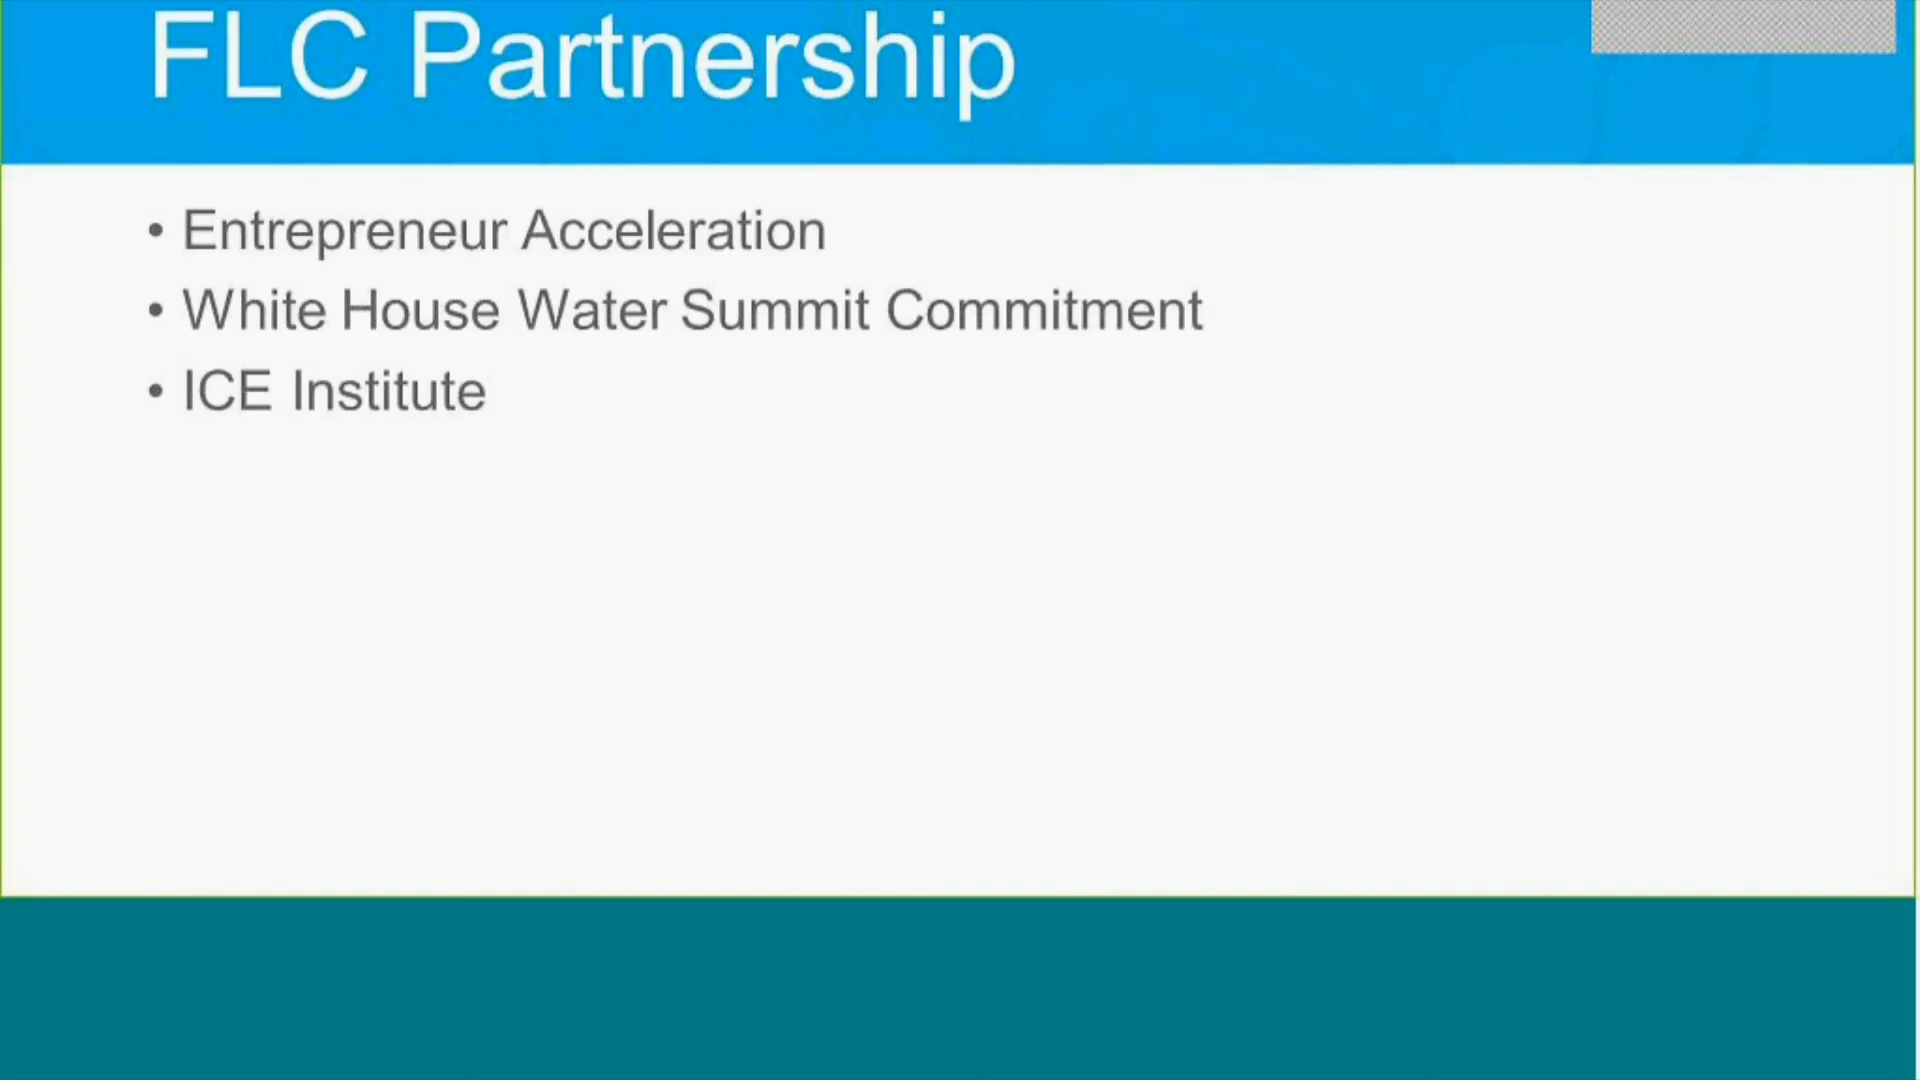 FLC Partnership
• Entrepreneur Acceleration
• White House Water Summit Commitment
• ICE Institute